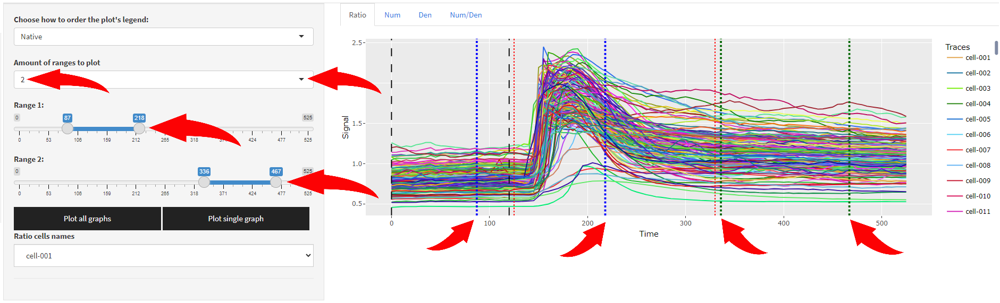 Choose how to order the plot's legend:
Native
Amount of ranges to plot
2
Range 1:
0 87 218 525
0 53 106 159 212 265 318 371 424 477 525
Range 2:
0 336 467 525
0 53 106 159 212 265 318 371 424 477 525
Plot all graphs Plot single graph
Ratio cells names
cell-001
Ratio Num Den Num/Den
2.5
1.5
1.0
0.5
Signal
0 100 200 300 400 500
Time
Traces
cell-001
cell-002
cell-003
cell-004
cell-005
cell-006
cell-007
cell-008
cell-009
cell-010
cell-011